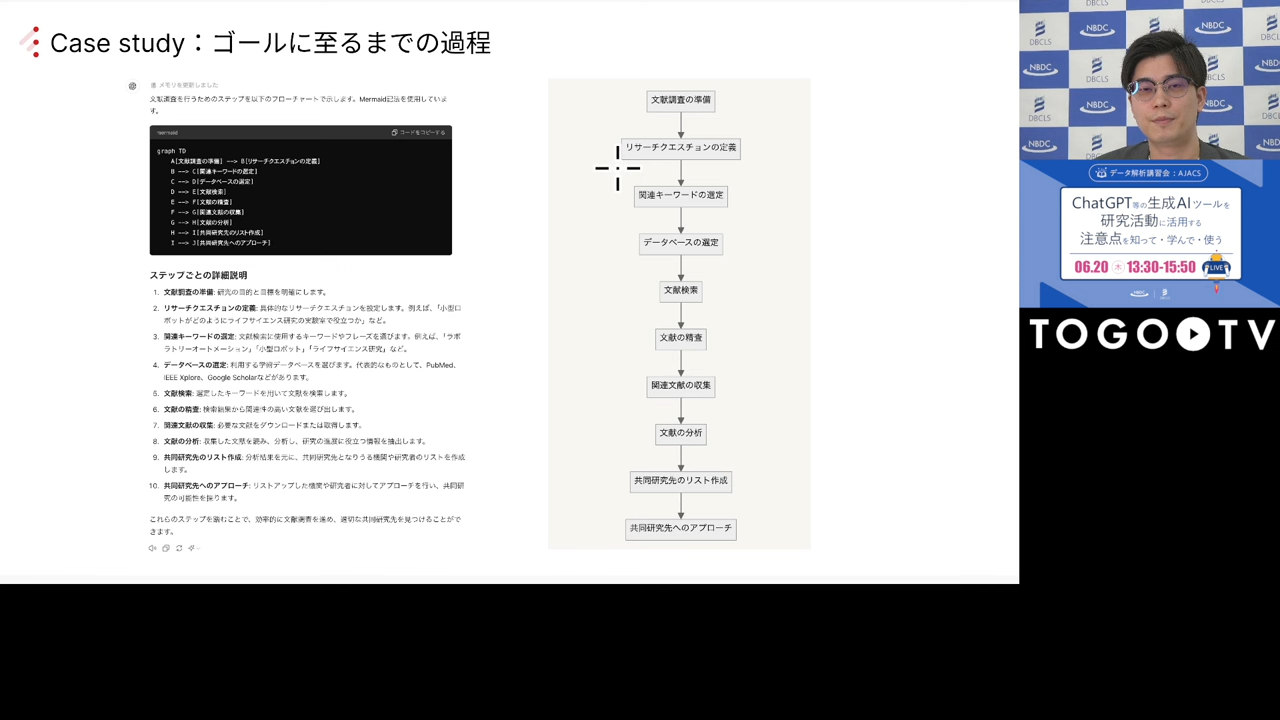 Case study：ゴールに至るまでの過程
メモリを更新しました
文献調査を行うためのステップを以下のフローチャートで示します。Mermaid記法を使用していま
す。
mermaid
コードをコピーする
graph TD
A[文献調査の準備] --> B[リサーチクエスチョンの定義]
B --> C[関連キーワードの選定]
C --> D[データベースの選定]
D --> E[文献検索]
E --> F[文献の精査]
F --> G[関連文献の収集]
G --> H[文献の分析]
H --> I[共同研究先のリスト作成]
I --> J[共同研究先へのアプローチ]
ステップごとの詳細説明
1. 文献調査の準備: 研究の目的と目標を明確にします。
2. リサーチクエスチョンの定義: 具体的なリサーチクエスチョンを設定します。例えば、「小型ロ
ボットがどのようにライフサイエンス研究の実験室で役立つか」など。
3. 関連キーワードの選定: 文献検索に使用するキーワードやフレーズを選びます。例えば、「ラボ
ラトリーオートメーション」「小型ロボット」「ライフサイエンス研究」など。
4. データベースの選定: 利用する学術データベースを選びます。代表的なものとして、PubMed、
IEEE Xplore、Google Scholarなどがあります。
5. 文献検索: 選定したキーワードを用いて文献を検索します。
6. 文献の精査: 検索結果から関連性の高い文献を選び出します。
7. 関連文献の収集: 必要な文献をダウンロードまたは取得します。
8. 文献の分析: 収集した文献を読み、分析し、研究の進展に役立つ情報を抽出します。
9. 共同研究先のリスト作成: 分析結果を元に、共同研究先となりうる機関や研究者のリストを作成
します。
10. 共同研究先へのアプローチ: リストアップした機関や研究者に対してアプローチを行い、共同研
究の可能性を探ります。
これらのステップを踏むことで、効率的に文献調査を進め、適切な共同研究先を見つけることがで
きます。
文献調査の準備
リサーチクエスチョンの定義
関連キーワードの選定
データベースの選定
文献検索
文献の精査
関連文献の収集
文献の分析
共同研究先のリスト作成
共同研究先へのアプローチ
NBDC
DBCLS
NBDC
DBCLS
NBDC
NBDC
DBCLS
NBDC
DBCLS
NBDC
データ解析講習会：AJACS
ChatGPT等の生成AIツールを
研究活動に活用する
注意点を知って・学んで・使う
06.20 木 13:30-15:50
LIVE
TOGO TV